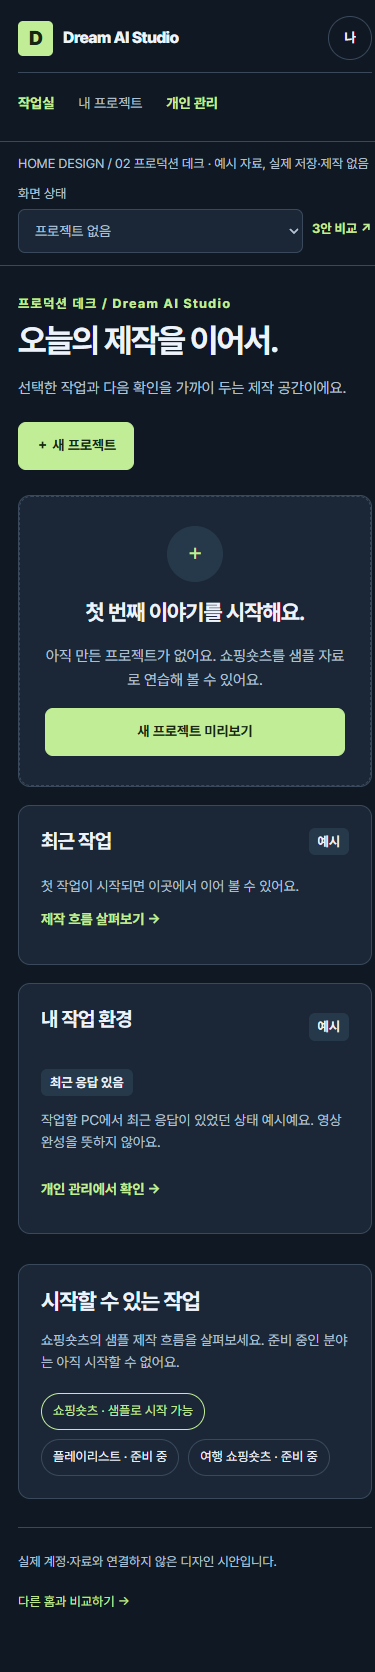 D Dream AI Studio 나
작업실 내 프로젝트 개인 관리
HOME DESIGN / 02 프로덕션 데크 · 예시 자료, 실제 저장·제작 없음
화면 상태
프로젝트 없음 3안 비교 ↗
프로덕션 데크 / Dream AI Studio
오늘의 제작을 이어서.
선택한 작업과 다음 확인을 가까이 두는 제작 공간이에요.
+ 새 프로젝트
+
첫 번째 이야기를 시작해요.
아직 만든 프로젝트가 없어요. 쇼핑숏츠를 샘플 자료
로 연습해 볼 수 있어요.
새 프로젝트 미리보기
최근 작업 예시
첫 작업이 시작되면 이곳에서 이어 볼 수 있어요.
제작 흐름 살펴보기 →
내 작업 환경 예시
최근 응답 있음
작업할 PC에서 최근 응답이 있었던 상태 예시예요. 영상
완성을 뜻하지 않아요.
개인 관리에서 확인 →
시작할 수 있는 작업
쇼핑숏츠의 샘플 제작 흐름을 살펴보세요. 준비 중인 분야
는 아직 시작할 수 없어요.
쇼핑숏츠 · 샘플로 시작 가능
플레이리스트 · 준비 중 여행 쇼핑숏츠 · 준비 중
실제 계정·자료와 연결하지 않은 디자인 시안입니다.
다른 홈과 비교하기 →